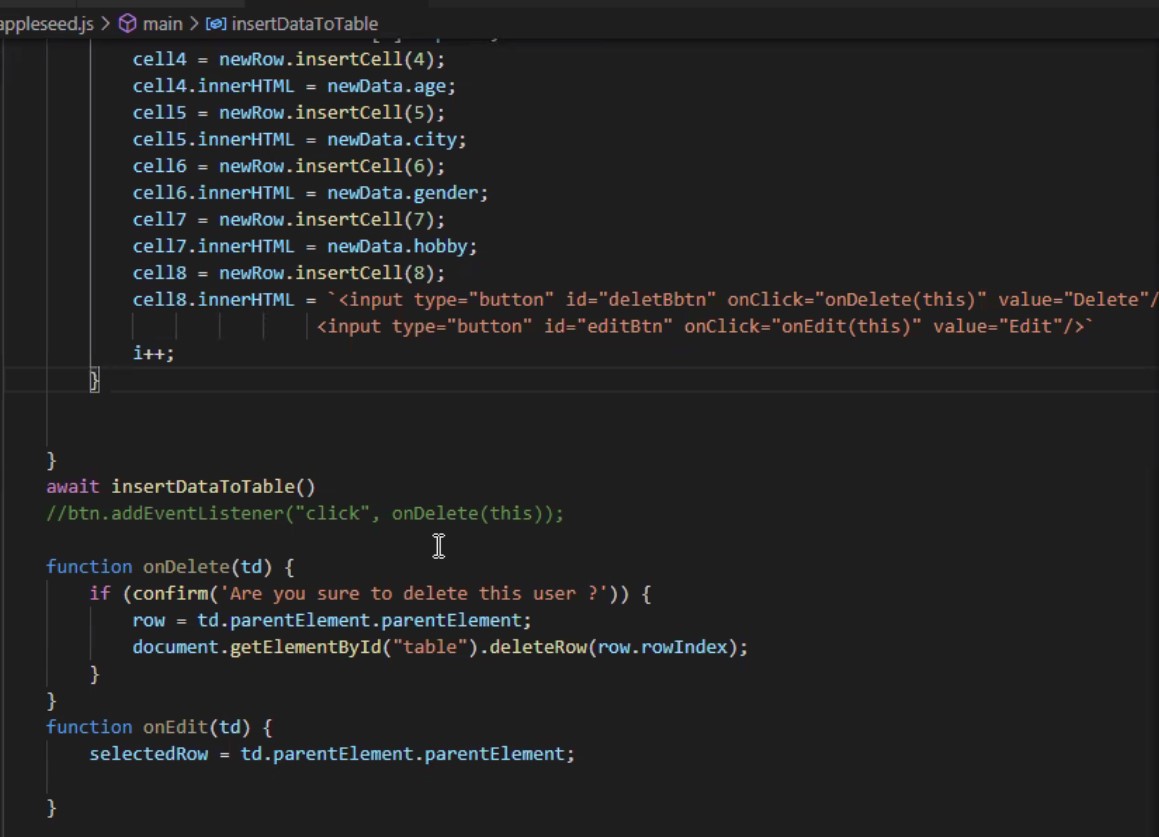 appleseed.js > main > insertDataToTable
cell4 = newRow.insertCell(4);
cell4.innerHTML = newData.age;
cell5 = newRow.insertCell(5);
cell5.innerHTML = newData.city;
cell6 = newRow.insertCell(6);
cell6.innerHTML = newData.gender;
cell7 = newRow.insertCell(7);
cell7.innerHTML = newData.hobby;
cell8 = newRow.insertCell(8);
cell8.innerHTML = `<input type="button" id="deletBbtn" onClick="onDelete(this)" value="Delete"/
<input type="button" id="editBtn" onClick="onEdit(this)" value="Edit"/>`
i++;
}
}
await insertDataToTable()
//btn.addEventListener("click", onDelete(this));
function onDelete(td) {
if (confirm('Are you sure to delete this user ?')) {
row = td.parentElement.parentElement;
document.getElementById("table").deleteRow(row.rowIndex);
}
}
function onEdit(td) {
selectedRow = td.parentElement.parentElement;
}